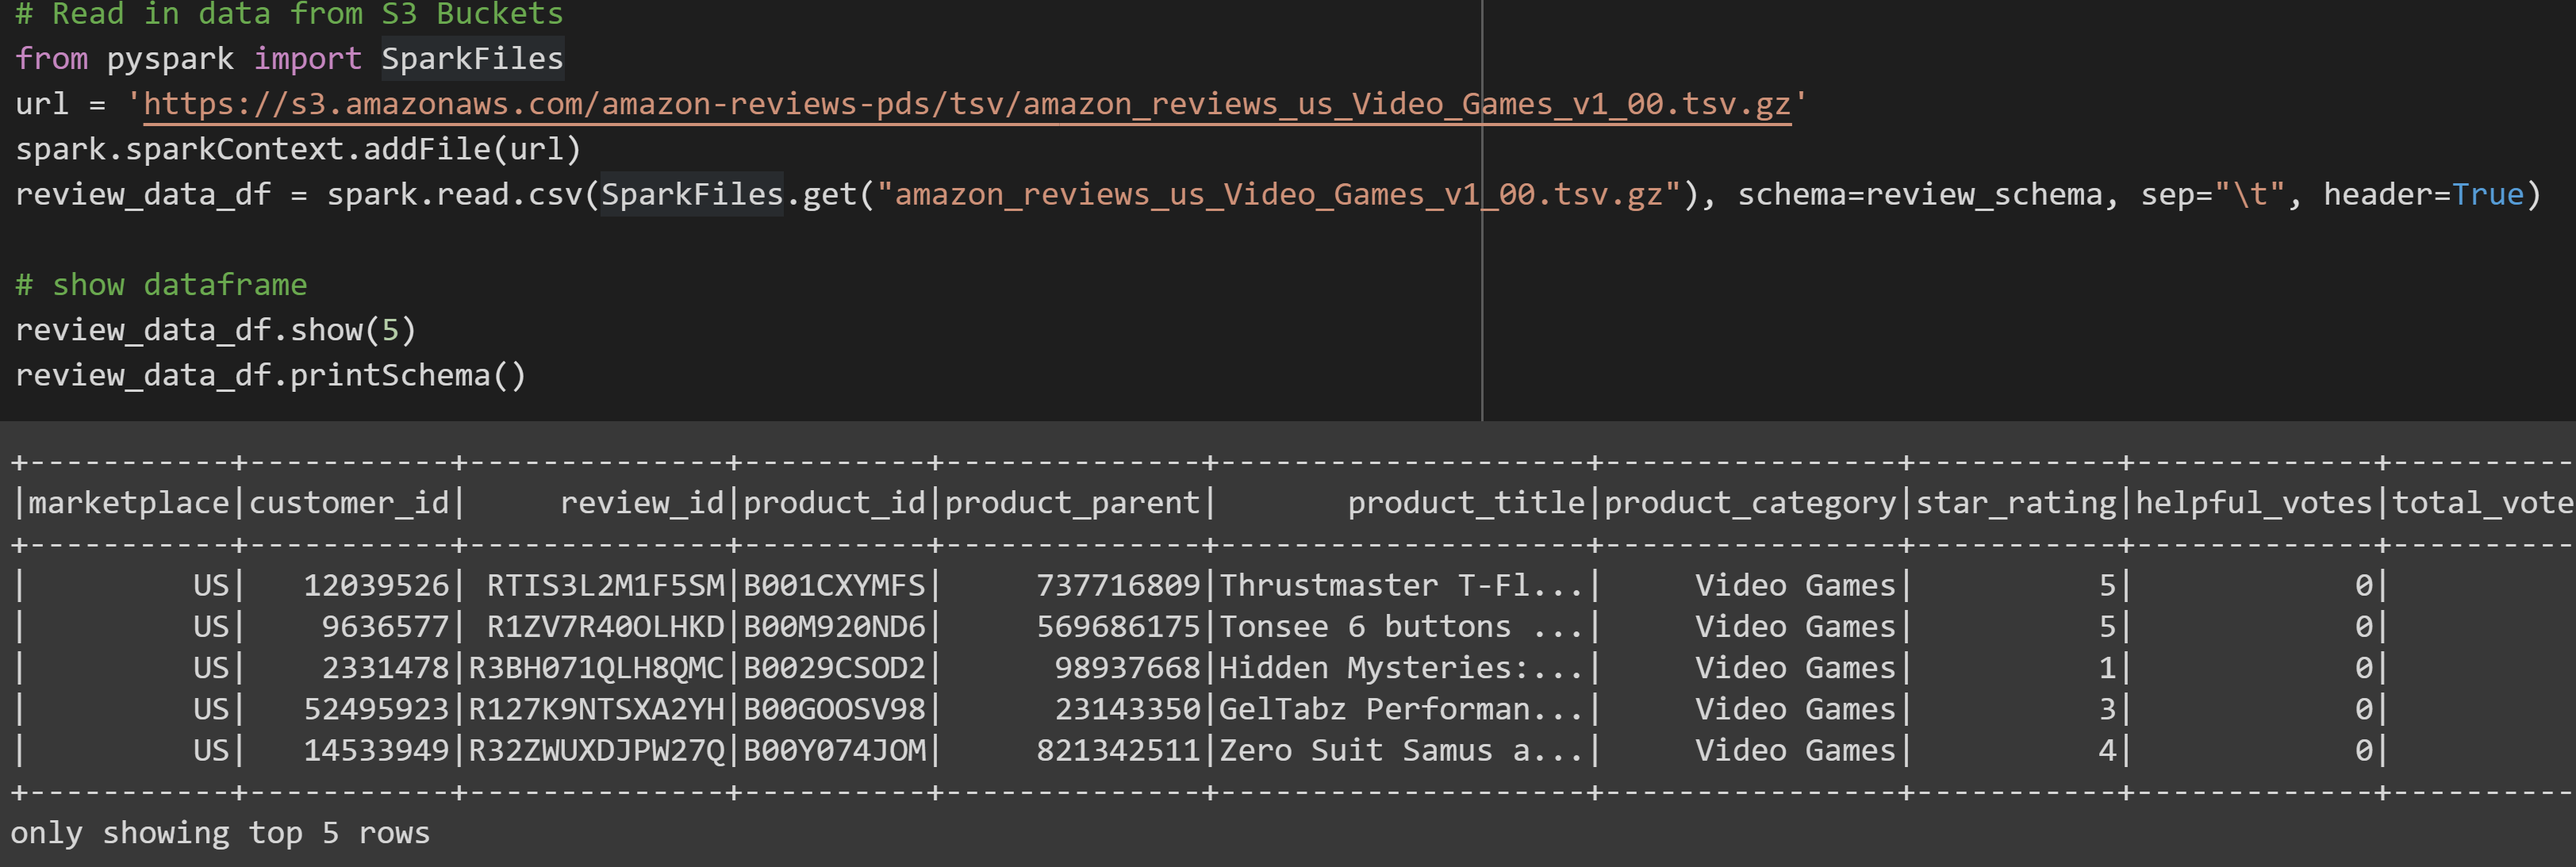 # Read in data from S3 Buckets
from pyspark import SparkFiles
url = 'https://s3.amazonaws.com/amazon-reviews-pds/tsv/amazon_reviews_us_Video_Games_v1_00.tsv.gz'
spark.sparkContext.addFile(url)
review_data_df = spark.read.csv(SparkFiles.get("amazon_reviews_us_Video_Games_v1_00.tsv.gz"), schema=review_schema, sep="\t", header=True)
# show dataframe
review_data_df.show(5)
review_data_df.printSchema()
+-----------+-----------+--------------+----------+--------------+--------------------+----------------+-----------+-------------+----------
|marketplace|customer_id|     review_id|product_id|product_parent|       product_title|product_category|star_rating|helpful_votes|total_vote
+-----------+-----------+--------------+----------+--------------+--------------------+----------------+-----------+-------------+----------
|         US|   12039526| RTIS3L2M1F5SM|B001CXYMFS|     737716809|Thrustmaster T-Fl...|     Video Games|          5|            0|
|         US|    9636577| R1ZV7R40OLHKD|B00M920ND6|     569686175|Tonsee 6 buttons ...|     Video Games|          5|            0|
|         US|    2331478|R3BH071QLH8QMC|B0029CSOD2|      98937668|Hidden Mysteries:...|     Video Games|          1|            0|
|         US|   52495923|R127K9NTSXA2YH|B00GOOSV98|      23143350|GelTabz Performan...|     Video Games|          3|            0|
|         US|   14533949|R32ZWUXDJPW27Q|B00Y074JOM|     821342511|Zero Suit Samus a...|     Video Games|          4|            0|
+-----------+-----------+--------------+----------+--------------+--------------------+----------------+-----------+-------------+----------
only showing top 5 rows